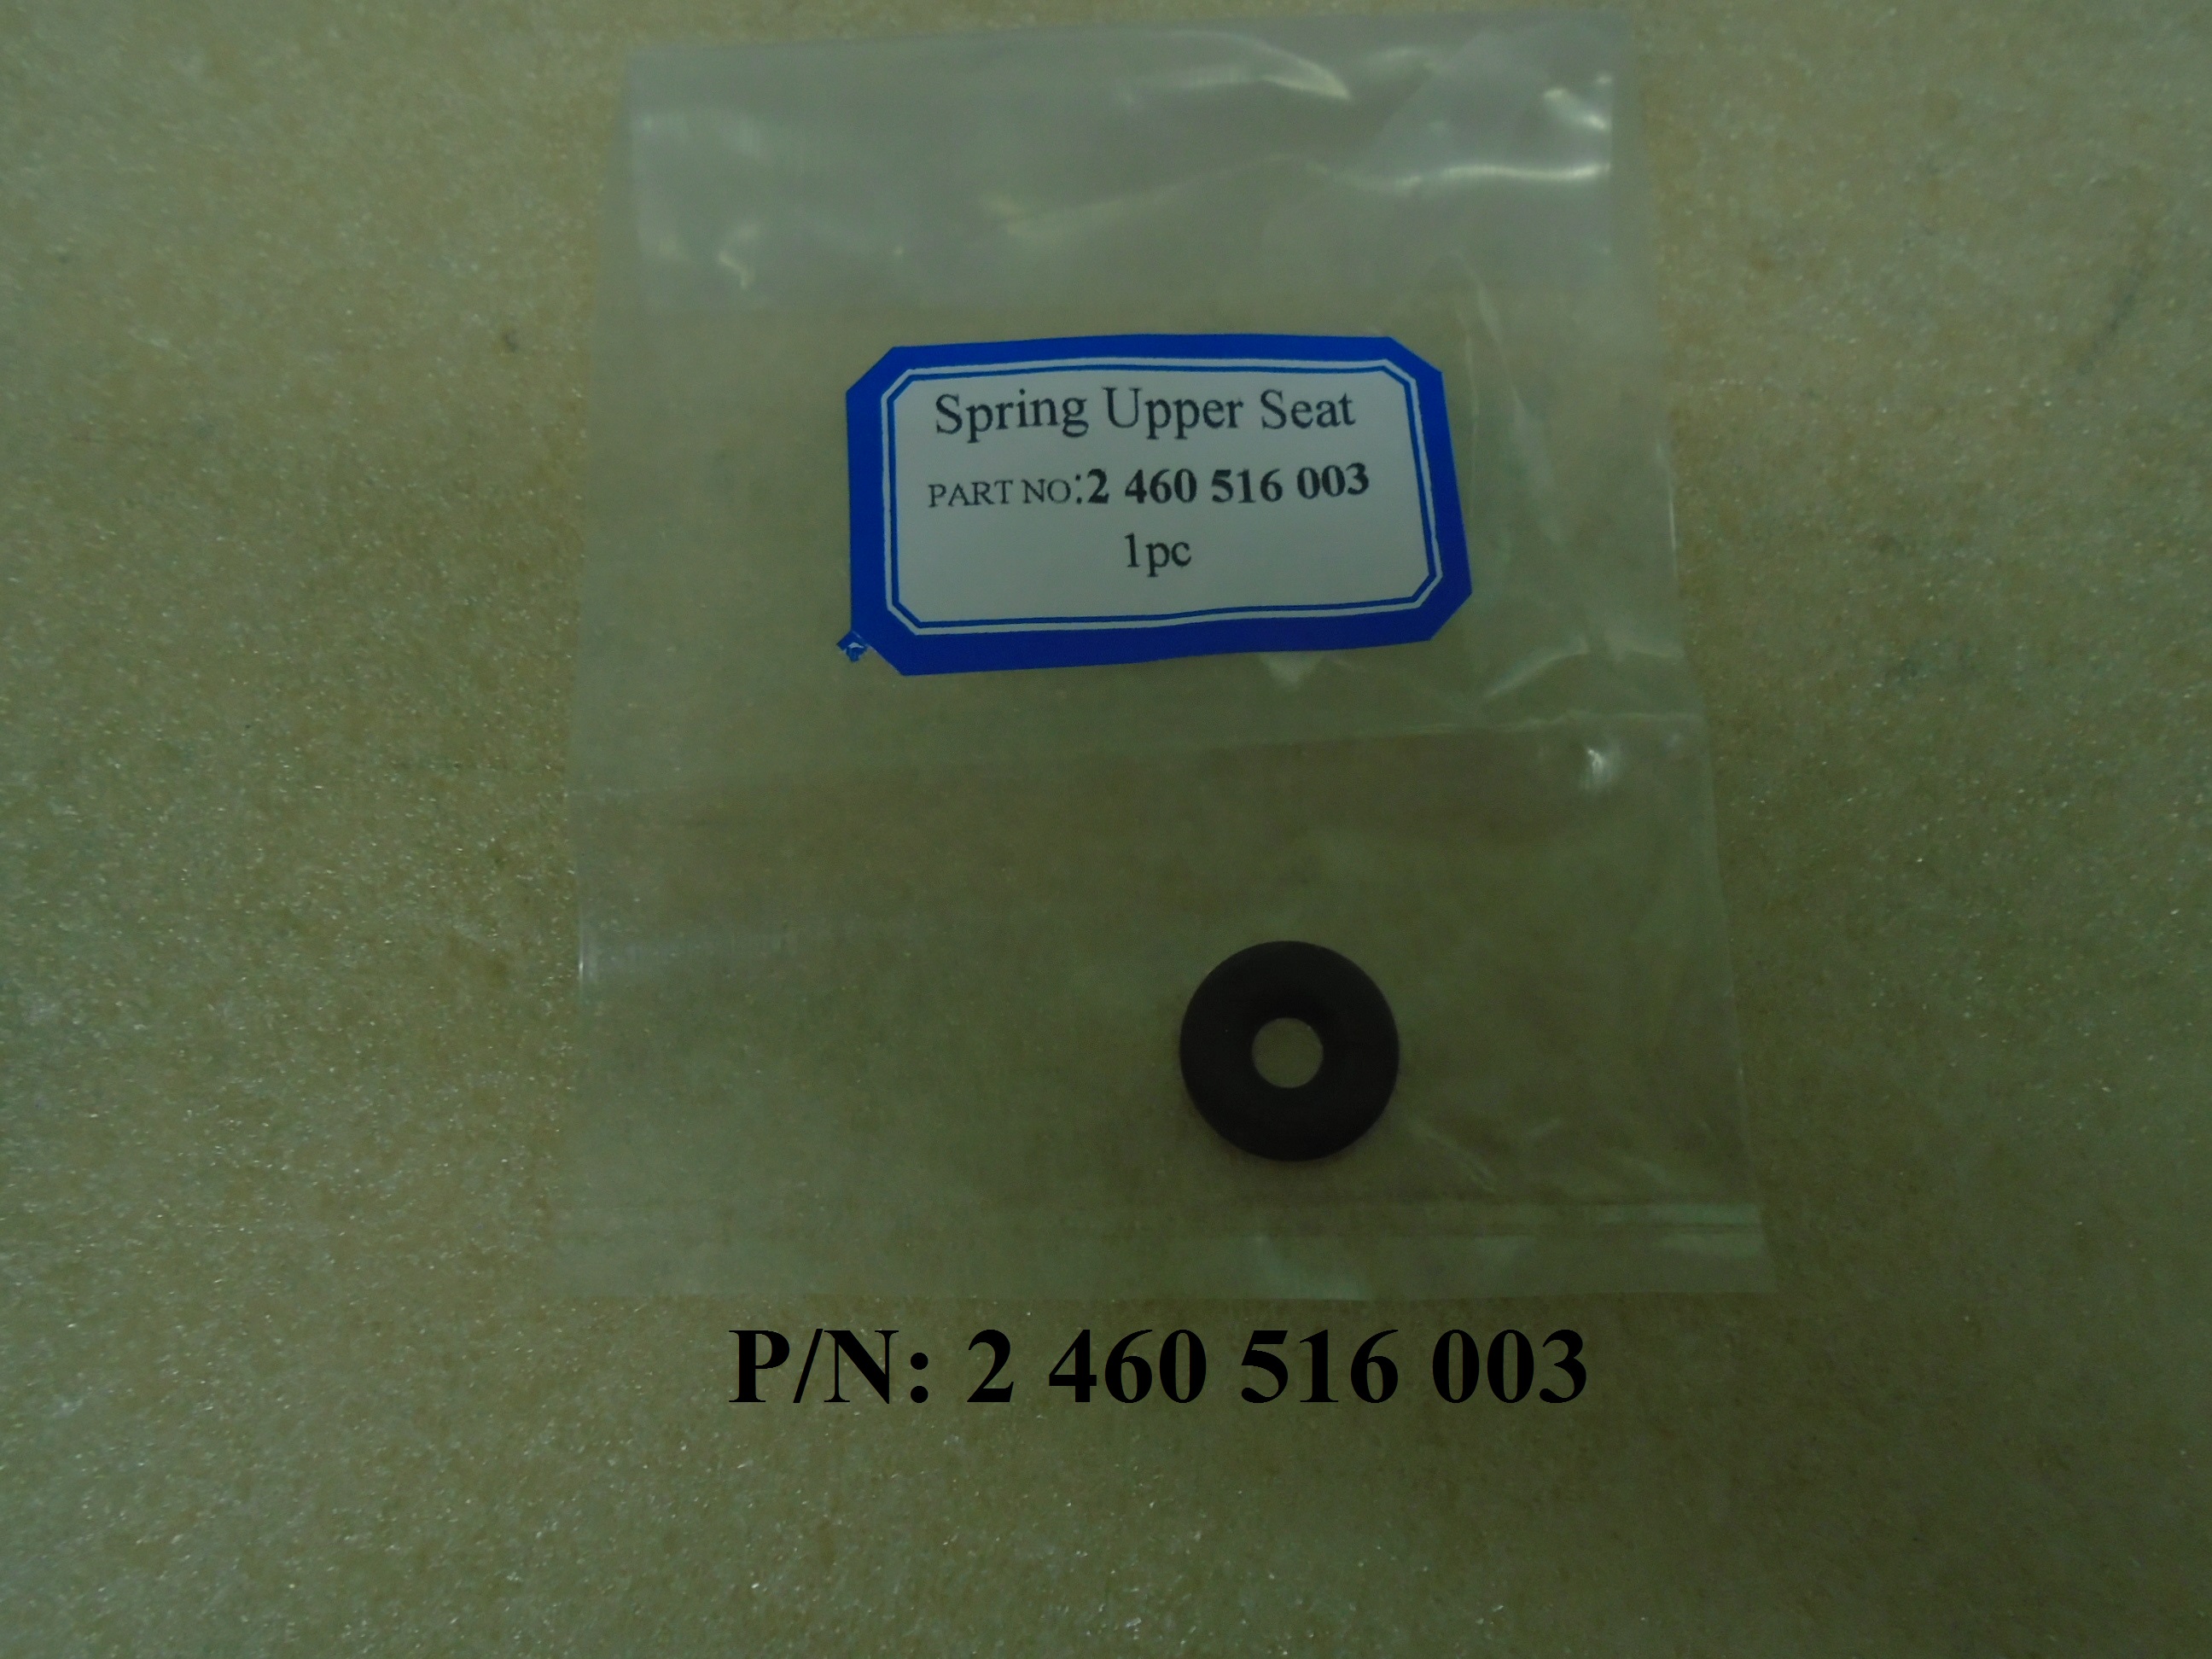 Spring Upper Seat
PART NO:2 460 516 003
1pc
P/N: 2 460 516 003